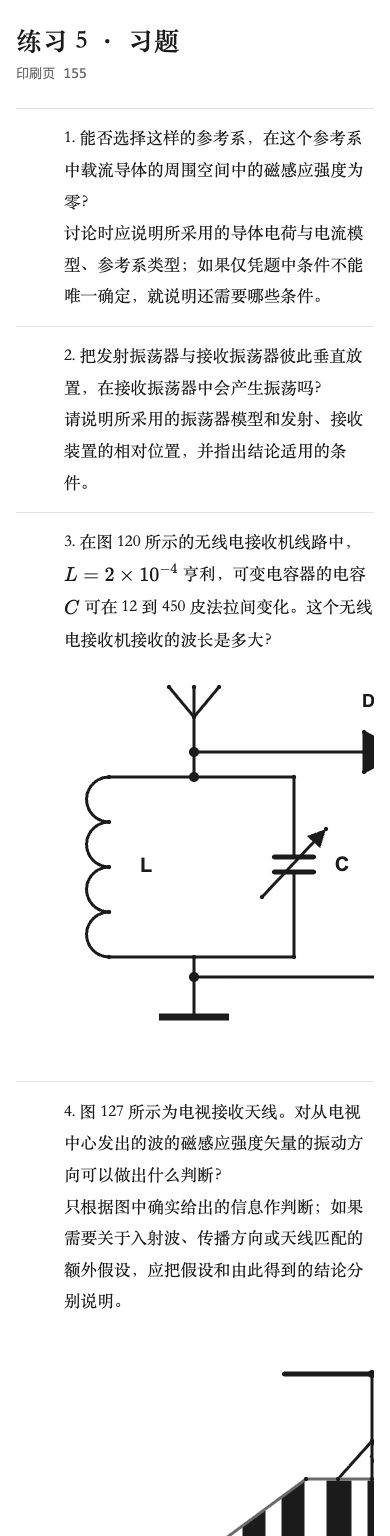 练习 5 · 习题
印刷页 155
1. 能否选择这样的参考系，在这个参考系
中载流导体的周围空间中的磁感应强度为
零?
讨论时应说明所采用的导体电荷与电流模
型、参考系类型；如果仅凭题中条件不能
唯一确定，就说明还需要哪些条件。
2. 把发射振荡器与接收振荡器彼此垂直放
置，在接收振荡器中会产生振荡吗?
请说明所采用的振荡器模型和发射、接收
装置的相对位置，并指出结论适用的条
件。
3. 在图 120 所示的无线电接收机线路中，
L = 2 × 10⁻⁴ 亨利，可变电容器的电容
C 可在 12 到 450 皮法拉间变化。这个无线
电接收机接收的波长是多大?
D
L
C
4. 图 127 所示为电视接收天线。对从电视
中心发出的波的磁感应强度矢量的振动方
向可以做出什么判断?
只根据图中确实给出的信息作判断；如果
需要关于入射波、传播方向或天线匹配的
额外假设，应把假设和由此得到的结论分
别说明。